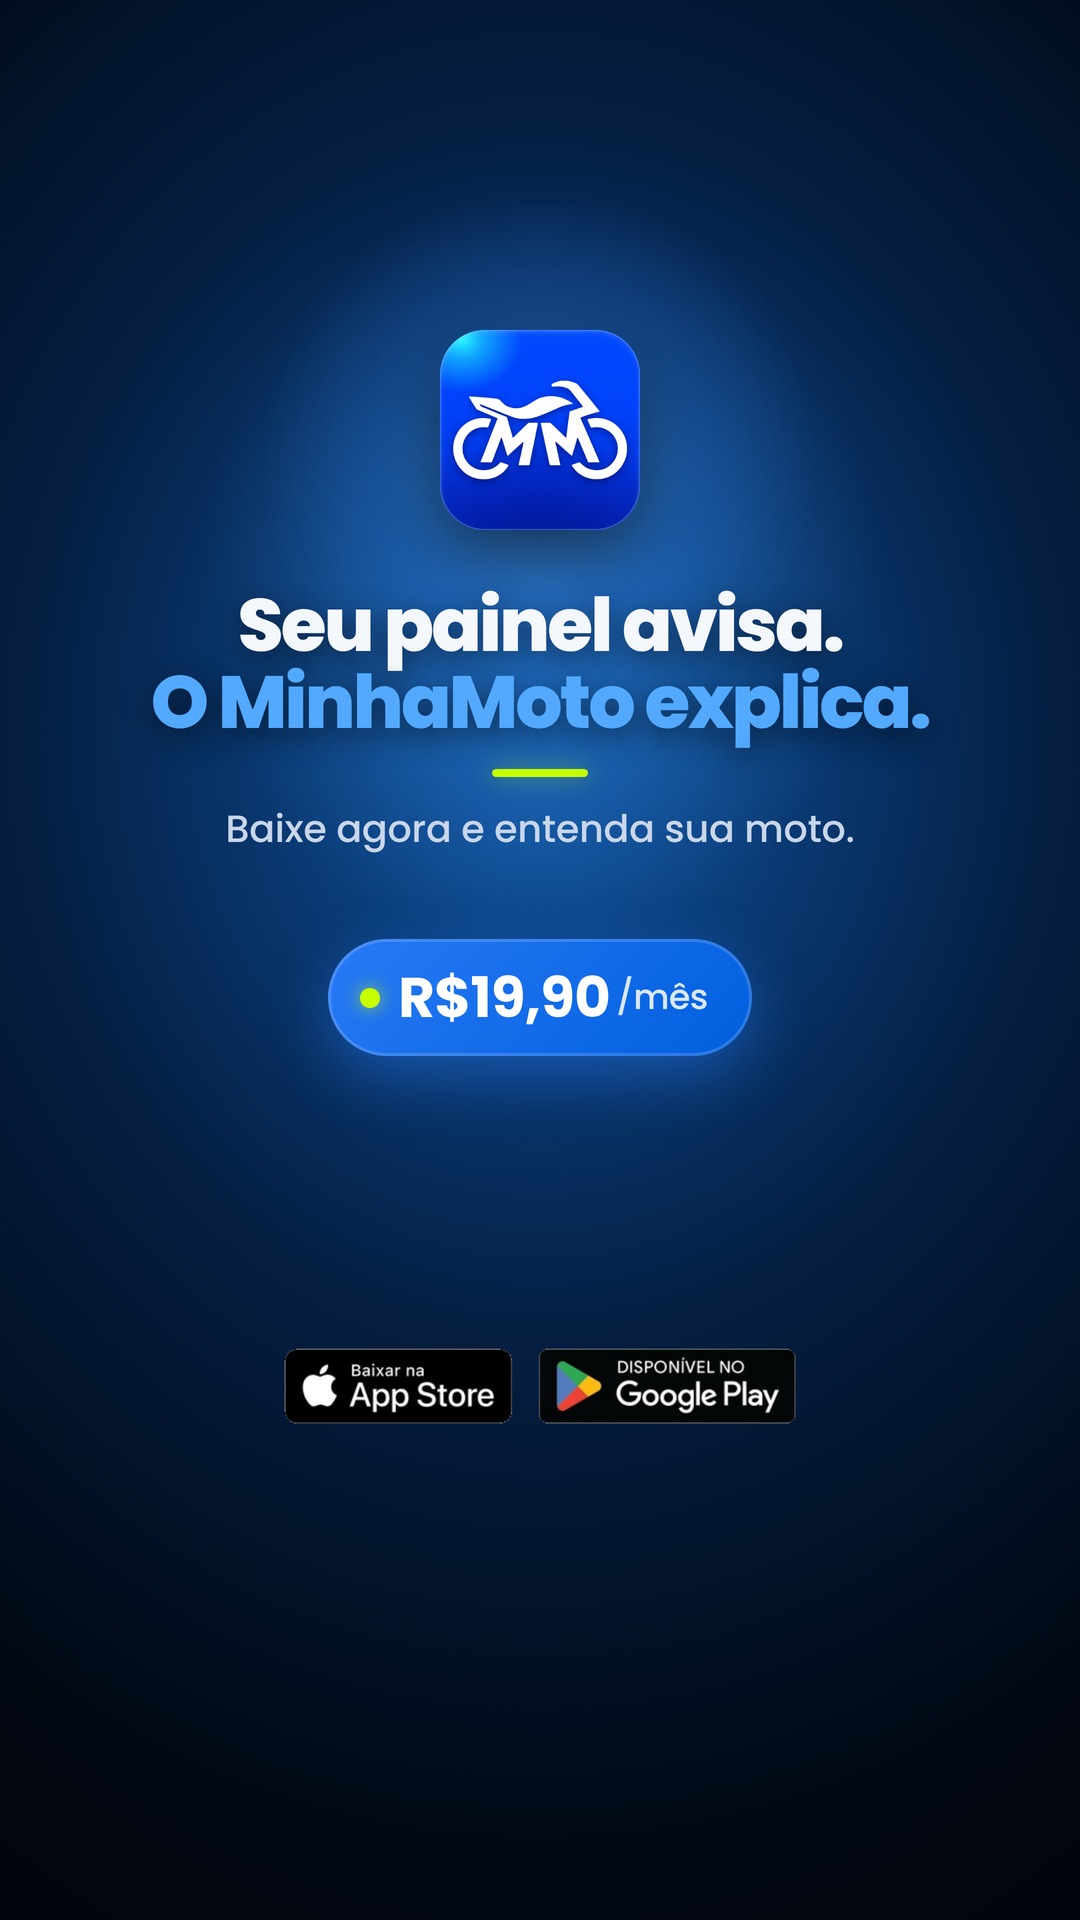 MM
Seu painel avisa.
O MinhaMoto explica.
Baixe agora e entenda sua moto.
R$19,90 /mês
Baixar na
App Store
DISPONÍVEL NO
Google Play